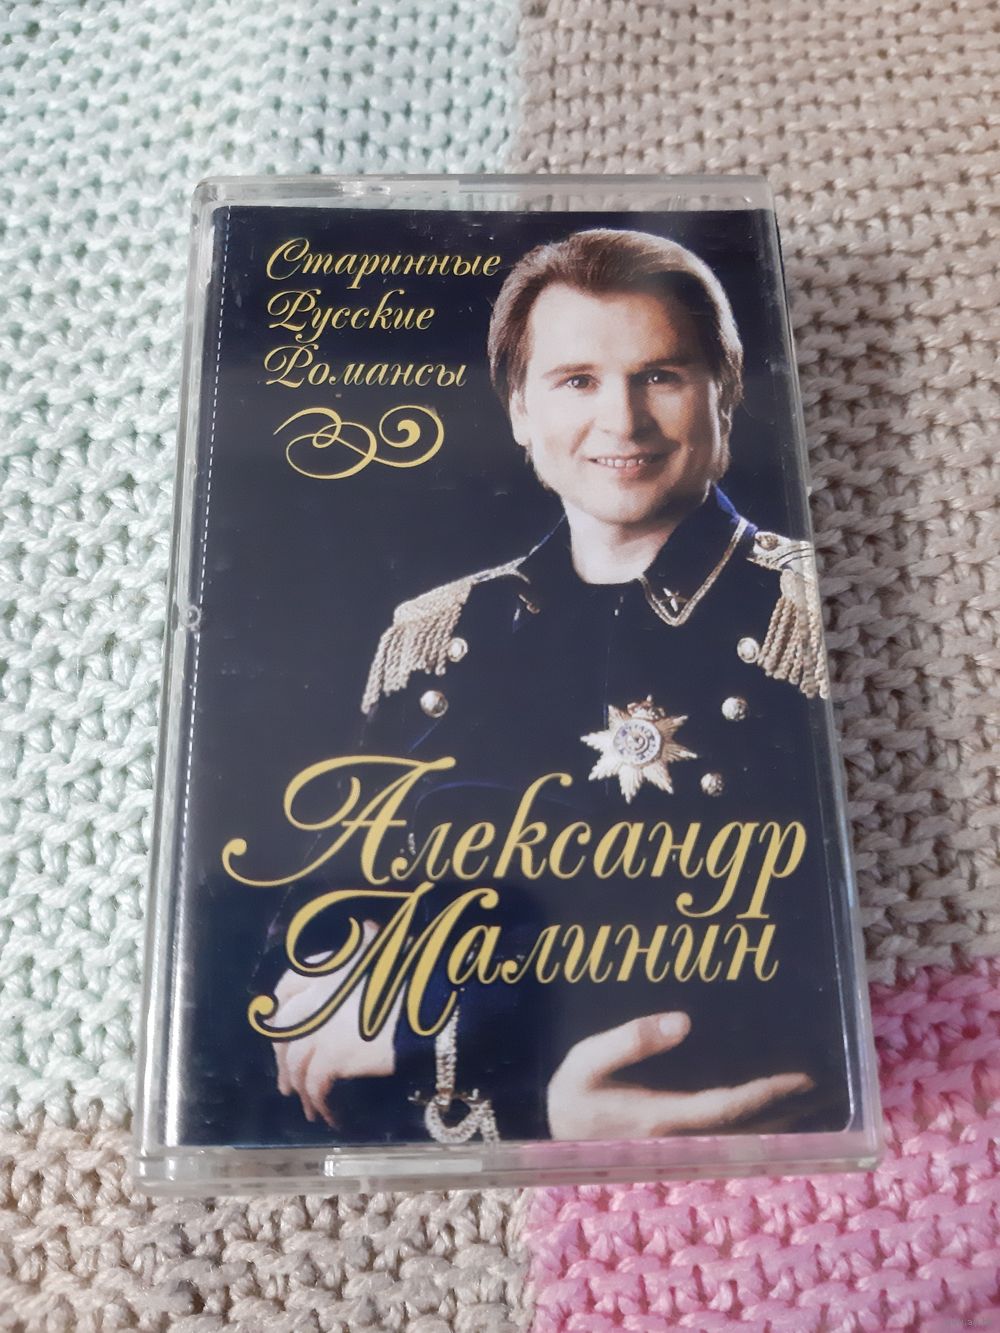 Старинные
Русские
Романсы
Александр
Малинин